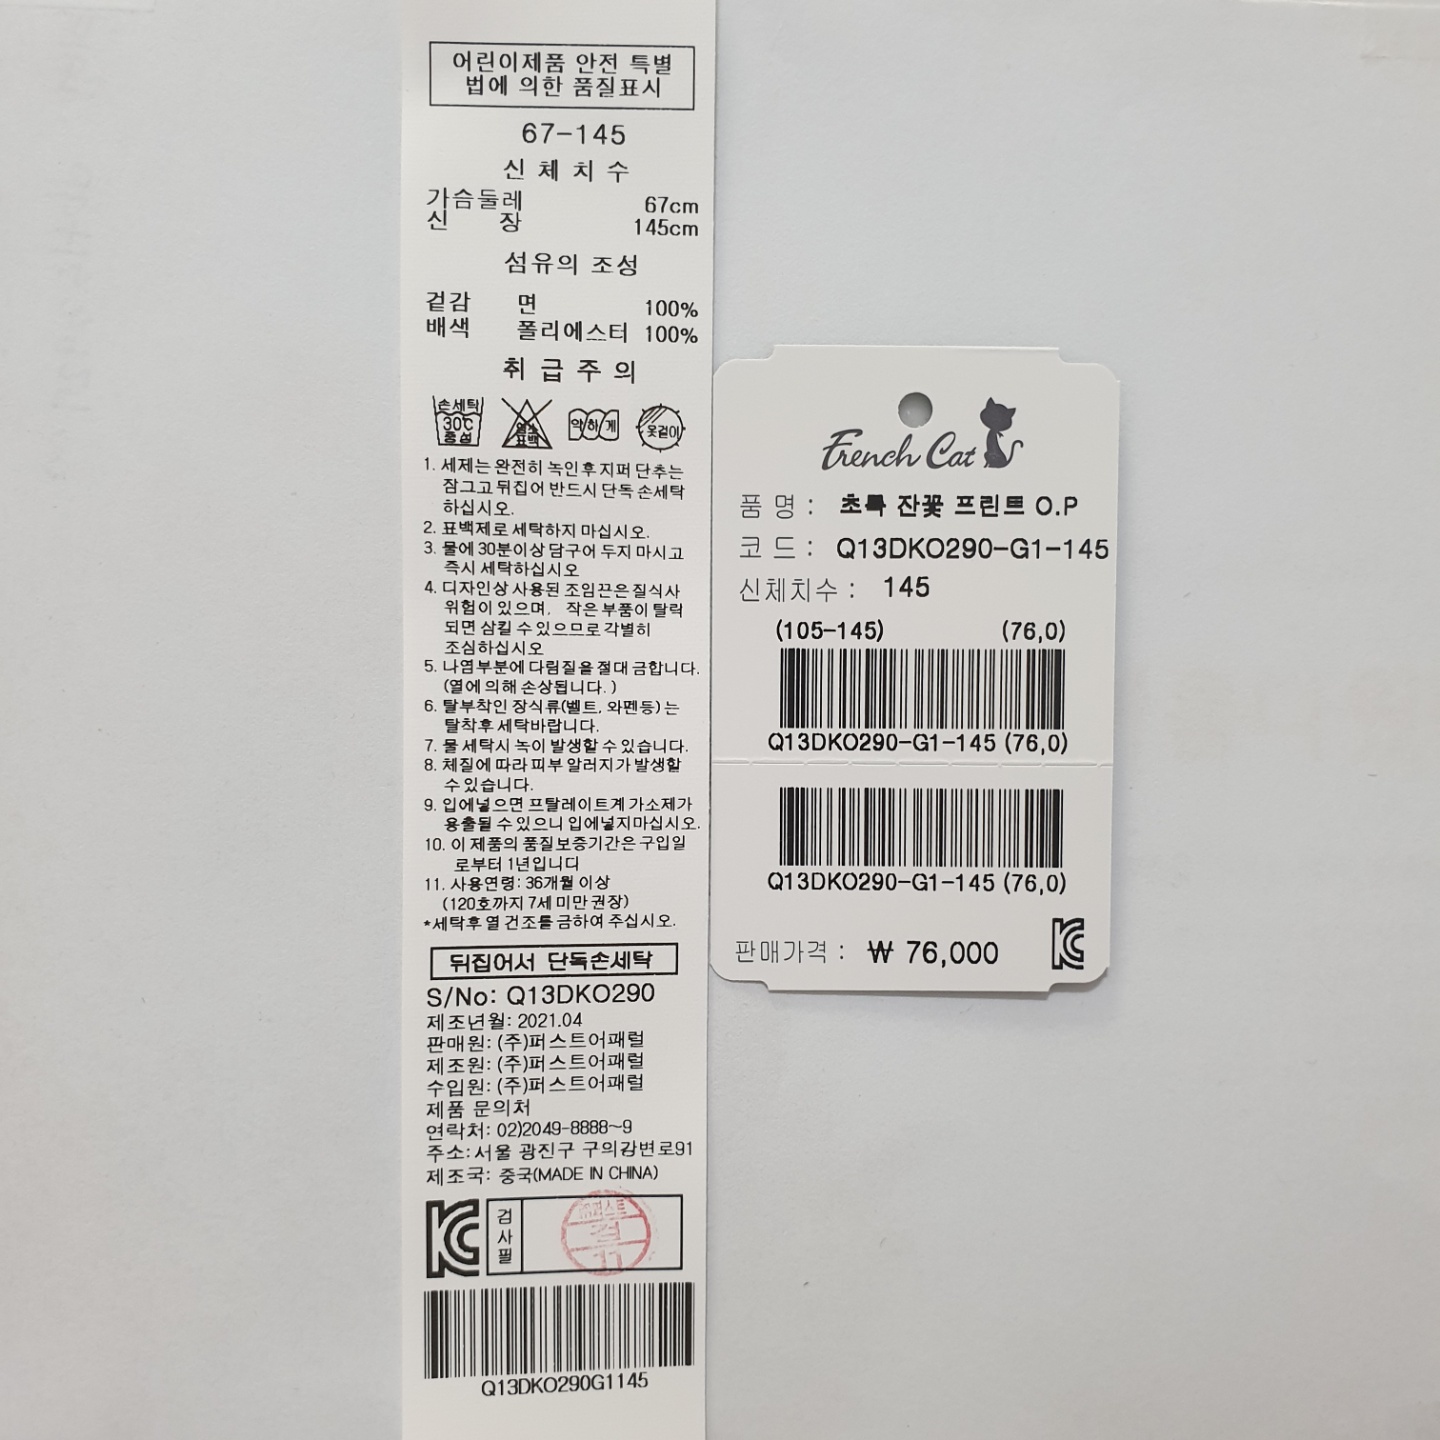 어린이제품 안전 특별
법에 의한 품질표시
67-145
신 체 치 수
가슴둘레 67cm
신 장 145cm
섬유의 조성
겉감 면 100%
배색 폴리에스터 100%
취 급 주 의
손세탁
30℃
중성
염소
표백
약하게
옷걸이
1. 세제는 완전히 녹인후 지퍼 단추는
잠그고 뒤집어 반드시 단독 손세탁
하십시오.
2. 표백제로 세탁하지 마십시오.
3. 물에 30분이상 담구어 두지 마시고
즉시 세탁하십시오
4. 디자인상 사용된 조임끈은 질식사
위험이 있으며, 작은 부품이 탈락
되면 삼킬 수 있으므로 각별히
조심하십시오
5. 나염부분에 다림질을 절대 금합니다.
(열에 의해 손상됩니다. )
6. 탈부착인 장식류(벨트, 와펜등) 는
탈착후 세탁바랍니다.
7. 물 세탁시 녹이 발생할 수 있습니다.
8. 체질에 따라 피부 알러지가 발생할
수 있습니다.
9. 입에넣으면 프탈레이트계 가소제가
용출될 수 있으니 입에넣지마십시오.
10. 이 제품의 품질보증기간은 구입일
로부터 1년입니디
11. 사용연령: 36개월 이상
(120호까지 7세 미만 권장)
*세탁후 열 건조를 금하여 주십시오.
뒤집어서 단독손세탁
S/No: Q13DKO290
제조년월: 2021.04
판매원: (주)퍼스트어패럴
제조원: (주)퍼스트어패럴
수입원: (주)퍼스트어패럴
제품 문의처
연락처: 02)2049-8888~9
주소:서울 광진구 구의강변로91
제조국: 중국(MADE IN CHINA)
KC
검사필
Q13DKO290G1145
French Cat
품 명 : 초특 잔꽃 프린트 O.P
코 드 : Q13DKO290-G1-145
신체치수 : 145
(105-145) (76,0)
Q13DKO290-G1-145 (76,0)
Q13DKO290-G1-145 (76,0)
판매가격 : ₩ 76,000
KC